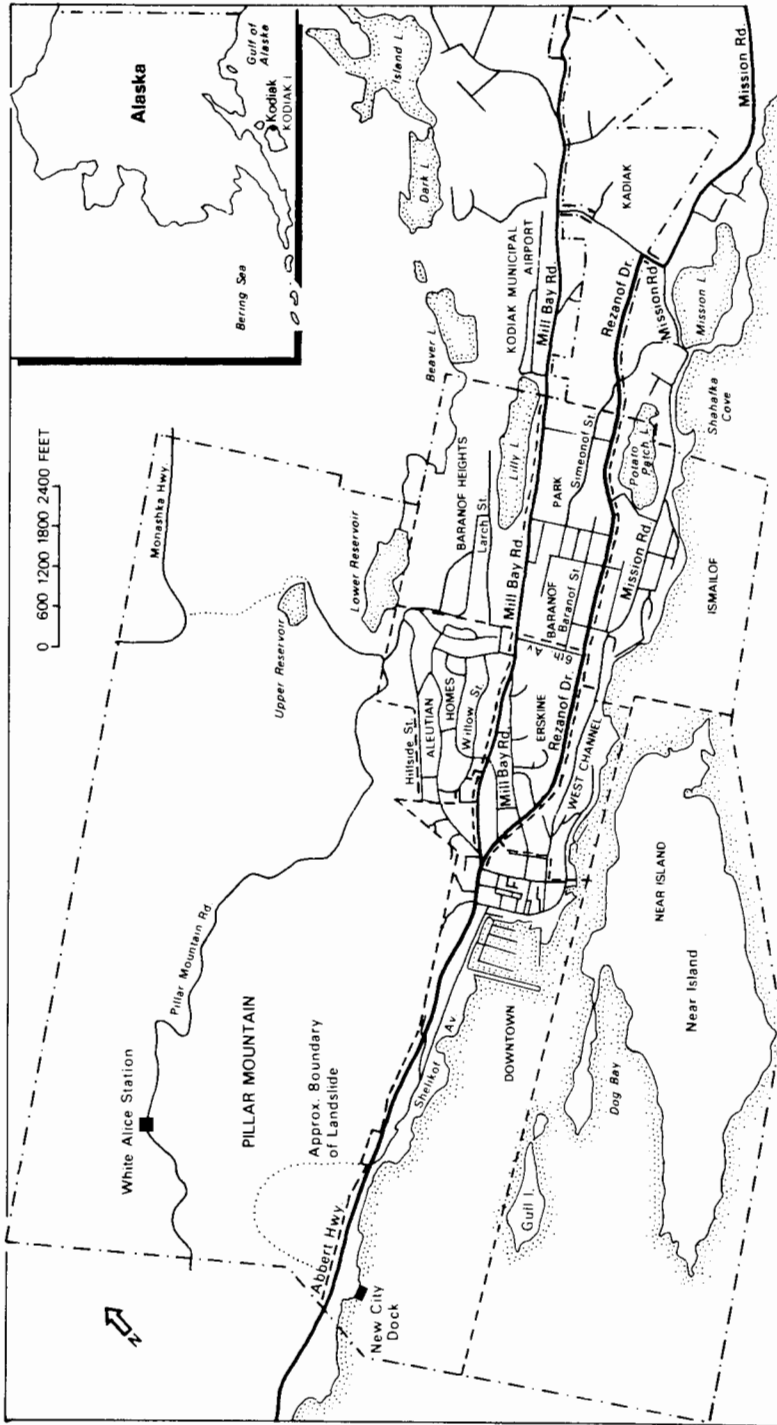 Alaska
Gulf of
Alaska
Kodiak
KODIAK I
Bering Sea
0 600 1200 1800 2400 FEET
N
White Alice Station
Pillar Mountain Rd
PILLAR MOUNTAIN
Approx. Boundary
of Landslide
Abbert Hwy
New City
Dock
Monashka Hwy.
Upper Reservoir
Lower Reservoir
Beaver L.
Dark L.
Island L.
BARANOF HEIGHTS
Larch St.
Lilly L.
KODIAK MUNICIPAL
AIRPORT
Mill Bay Rd.
Hillside St.
ALEUTIAN
HOMES
Willow St.
Mill Bay Rd.
Mill Bay Rd.
PARK
Simeonof St.
BARANOF
Baranof St.
6th Av
ERSKINE
Rezanof Dr.
Rezanof Dr.
KADIAK
Mission Rd.
Mission Rd.
Mission Rd.
Mission L.
Potato
Patch L.
Shahafka
Cove
WEST CHANNEL
Shelikof Av
DOWNTOWN
ISMAILOF
NEAR ISLAND
Near Island
Dog Bay
Gull I.